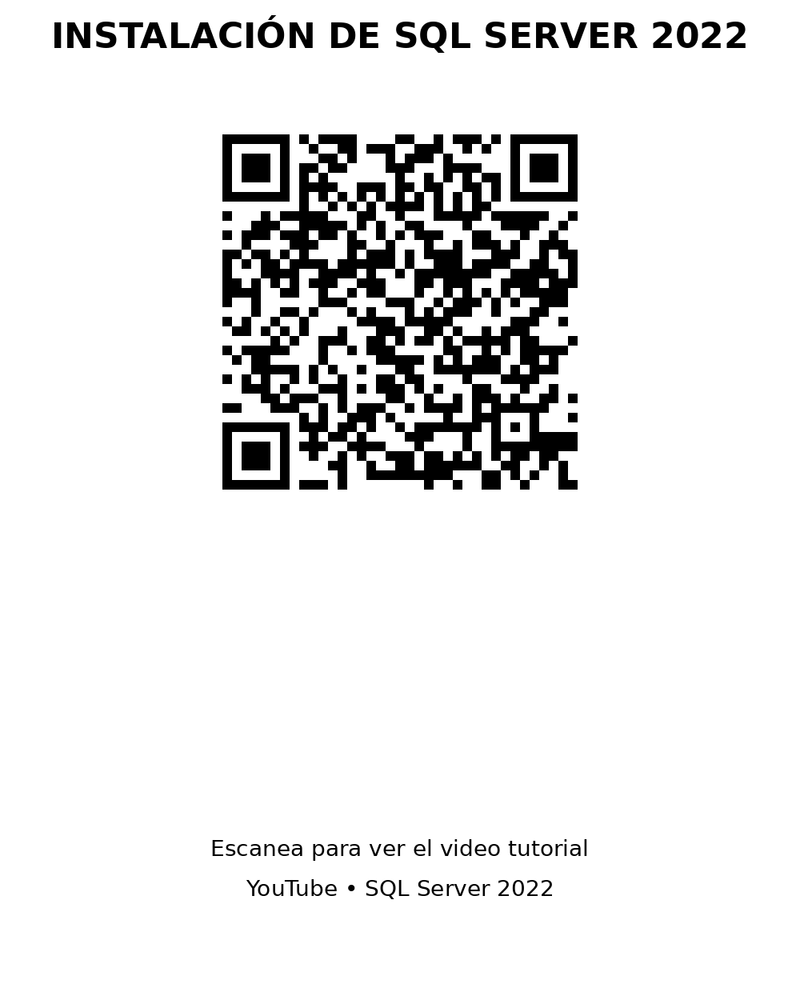 INSTALACIÓN DE SQL SERVER 2022
Escanea para ver el video tutorial
YouTube • SQL Server 2022